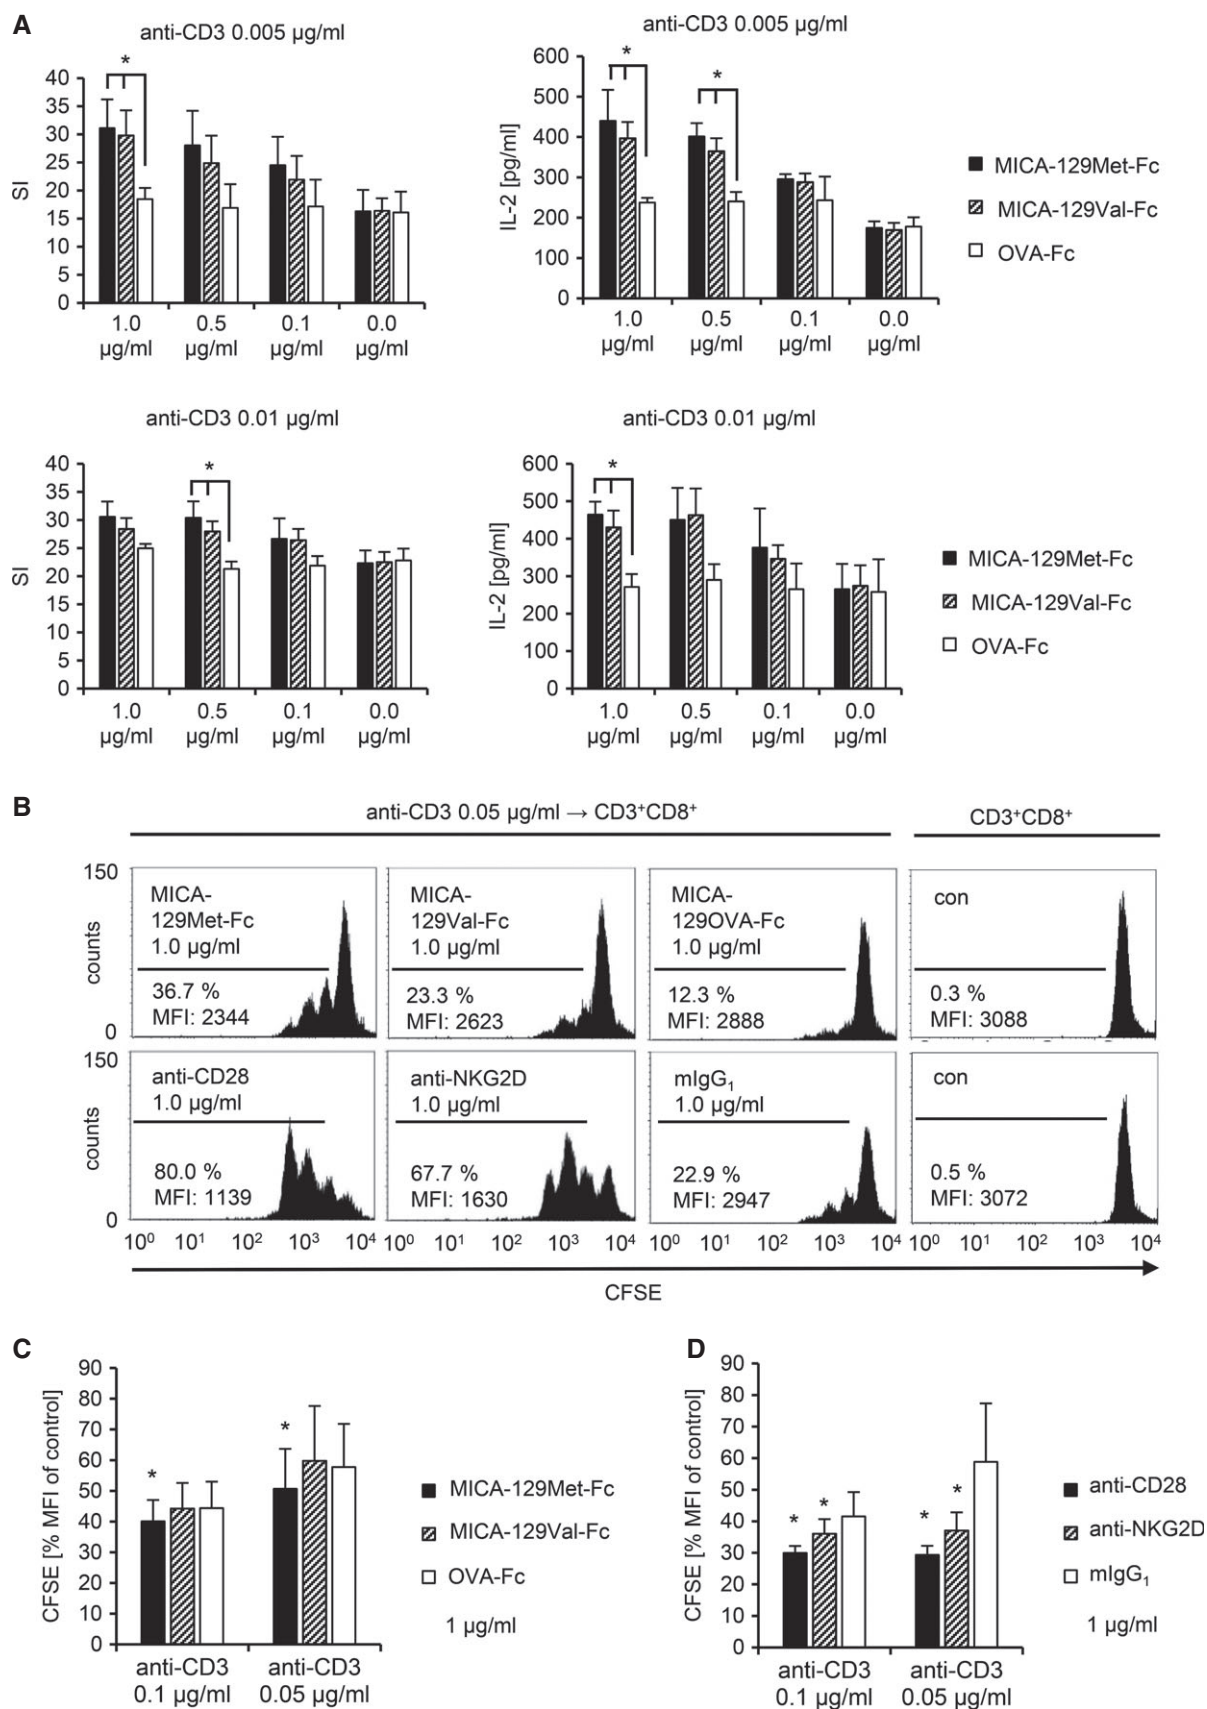 A
anti-CD3 0.005 µg/ml
SI
40
35
30
25
20
15
10
5
0
*
1.0
µg/ml
0.5
µg/ml
0.1
µg/ml
0.0
µg/ml
anti-CD3 0.005 µg/ml
IL-2 [pg/ml]
600
500
400
300
200
100
0
*
*
1.0
µg/ml
0.5
µg/ml
0.1
µg/ml
0.0
µg/ml
MICA-129Met-Fc
MICA-129Val-Fc
OVA-Fc
anti-CD3 0.01 µg/ml
SI
40
35
30
25
20
15
10
5
0
*
1.0
µg/ml
0.5
µg/ml
0.1
µg/ml
0.0
µg/ml
anti-CD3 0.01 µg/ml
IL-2 [pg/ml]
600
500
400
300
200
100
0
*
1.0
µg/ml
0.5
µg/ml
0.1
µg/ml
0.0
µg/ml
MICA-129Met-Fc
MICA-129Val-Fc
OVA-Fc
B
anti-CD3 0.05 µg/ml → CD3⁺CD8⁺
CD3⁺CD8⁺
150
counts
0
MICA-
129Met-Fc
1.0 µg/ml
36.7 %
MFI: 2344
MICA-
129Val-Fc
1.0 µg/ml
23.3 %
MFI: 2623
MICA-
129OVA-Fc
1.0 µg/ml
12.3 %
MFI: 2888
con
0.3 %
MFI: 3088
150
counts
0
anti-CD28
1.0 µg/ml
80.0 %
MFI: 1139
anti-NKG2D
1.0 µg/ml
67.7 %
MFI: 1630
mIgG₁
1.0 µg/ml
22.9 %
MFI: 2947
con
0.5 %
MFI: 3072
10⁰ 10¹ 10² 10³ 10⁴
10⁰ 10¹ 10² 10³ 10⁴
10⁰ 10¹ 10² 10³ 10⁴
10⁰ 10¹ 10² 10³ 10⁴
CFSE
C
CFSE [% MFI of control]
90
80
70
60
50
40
30
20
10
0
*
*
anti-CD3
0.1 µg/ml
anti-CD3
0.05 µg/ml
MICA-129Met-Fc
MICA-129Val-Fc
OVA-Fc
1 µg/ml
D
CFSE [% MFI of control]
90
80
70
60
50
40
30
20
10
0
* *
* *
anti-CD3
0.1 µg/ml
anti-CD3
0.05 µg/ml
anti-CD28
anti-NKG2D
mIgG₁
1 µg/ml